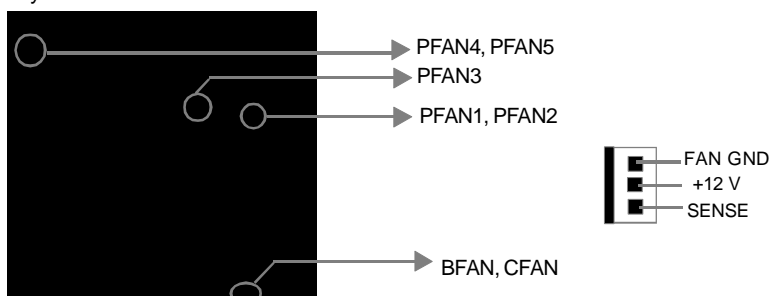 PFAN4, PFAN5
PFAN3
PFAN1, PFAN2
FAN GND
+12 V
SENSE
BFAN, CFAN